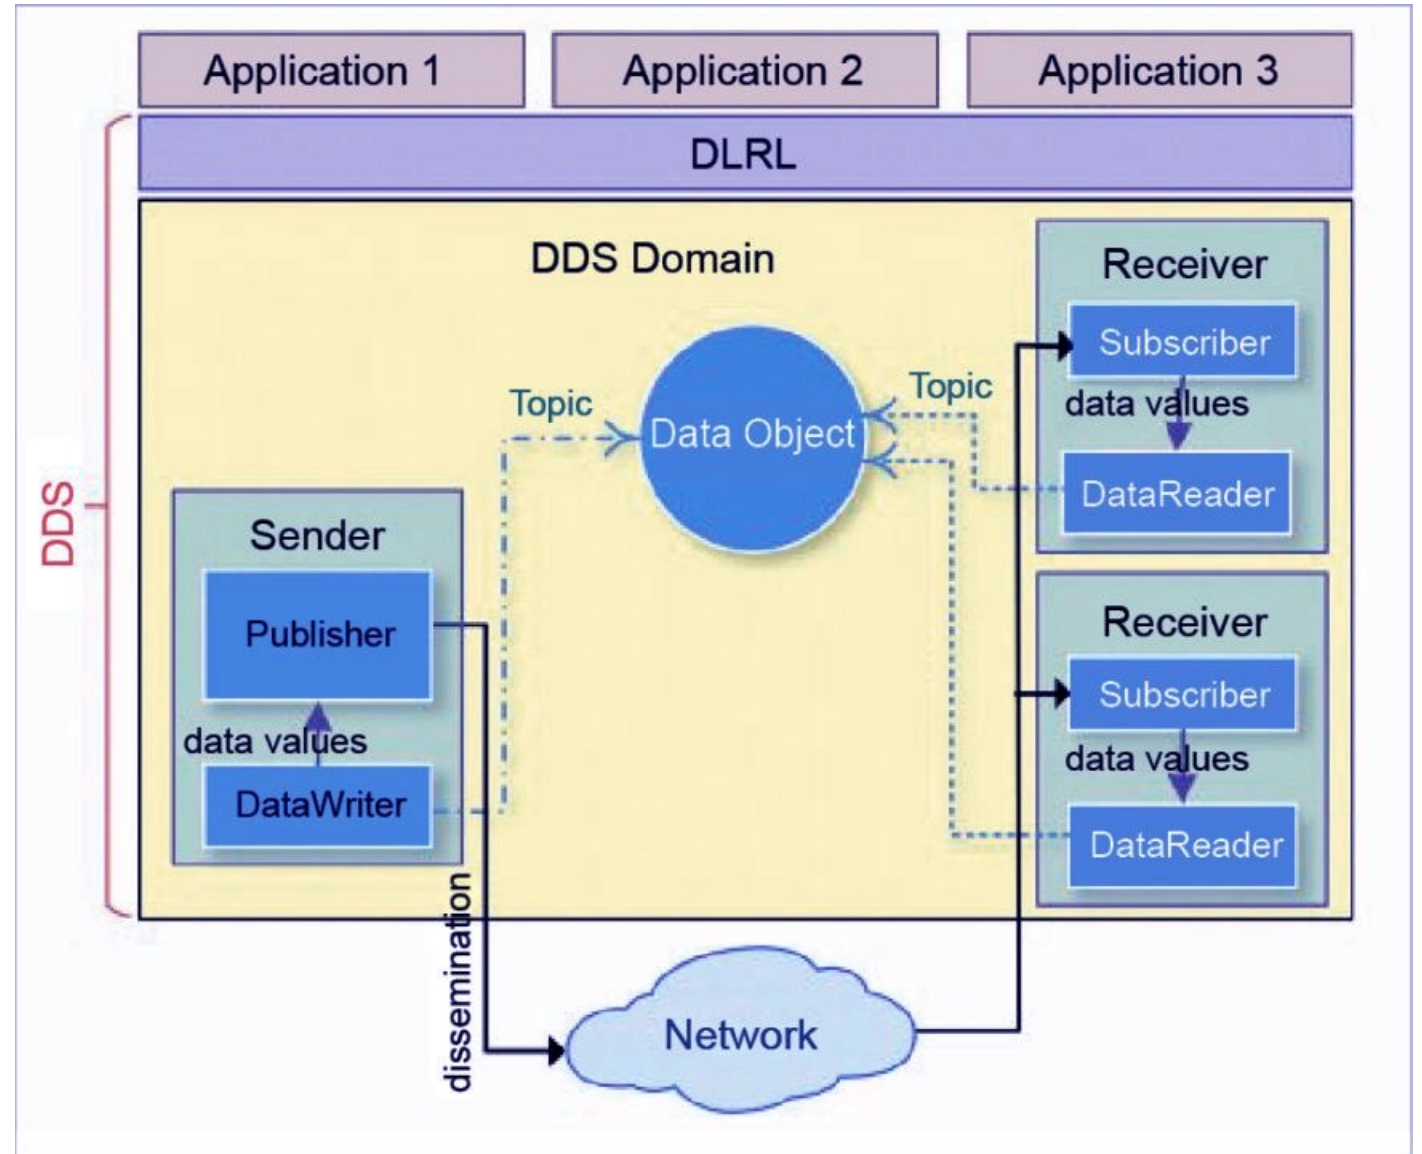 Application 1
Application 2
Application 3
DLRL
DDS
DDS Domain
Sender
Publisher
data values
DataWriter
Topic
Data Object
Topic
Receiver
Subscriber
data values
DataReader
Receiver
Subscriber
data values
DataReader
dissemination
Network